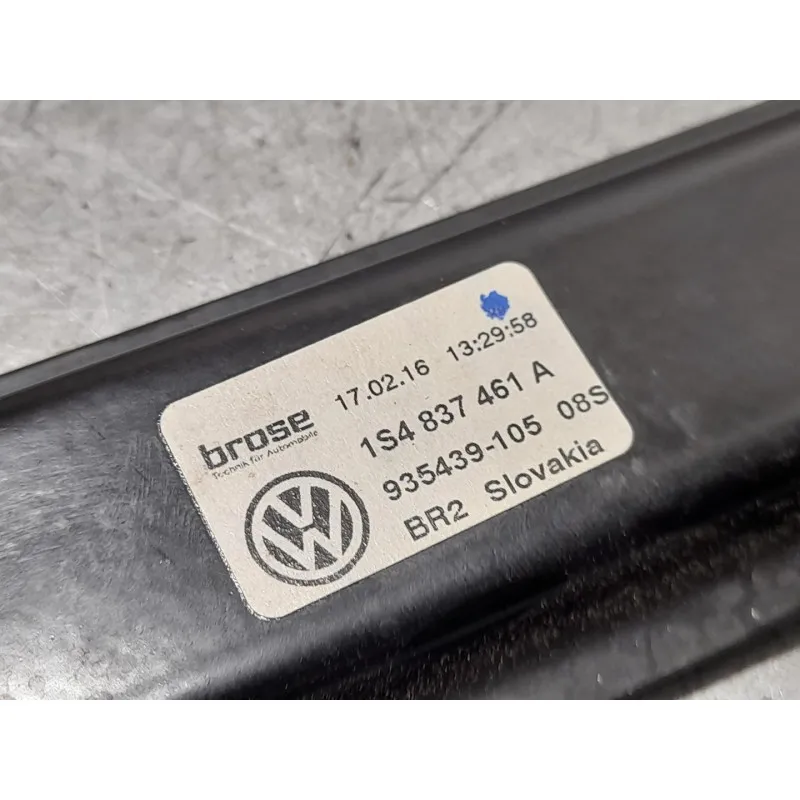 brose
Technik für Automobile
17.02.16 13:29:58
1S4 837 461 A
935439-105 08S
BR2 Slovakia